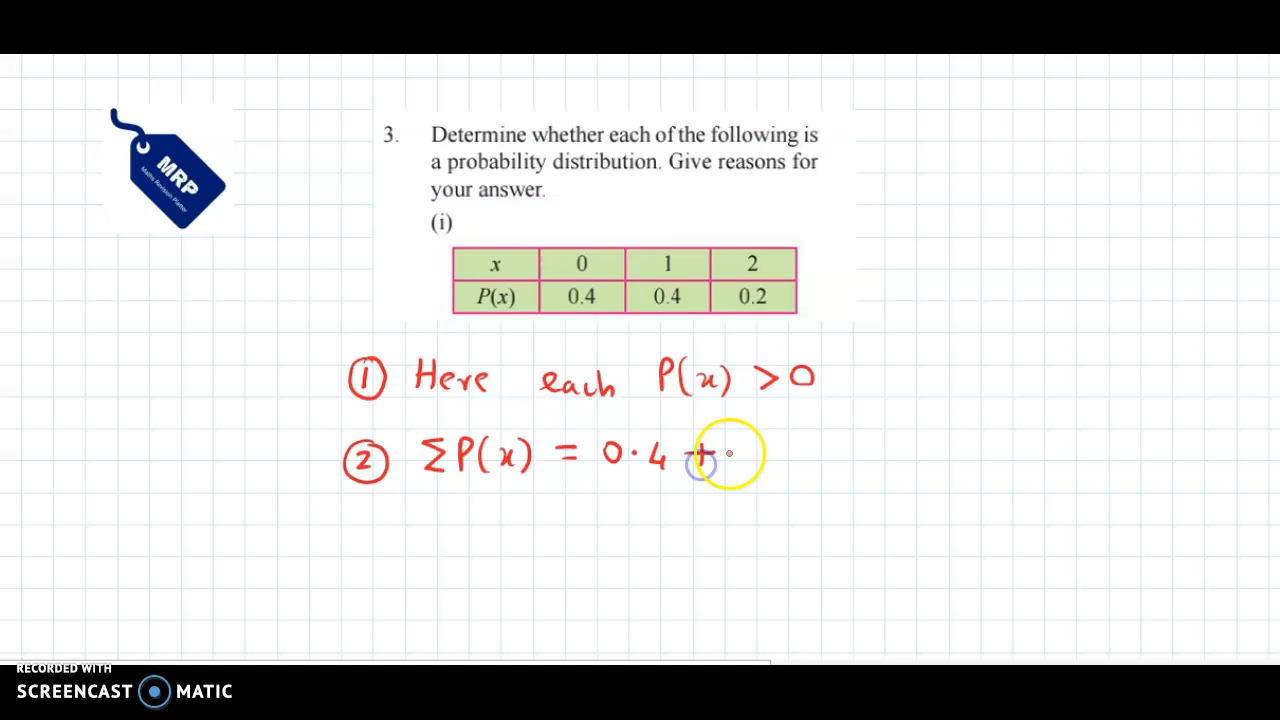 MRP
Maths Revision Platter
3. Determine whether each of the following is
a probability distribution. Give reasons for
your answer.
(i)
x 0 1 2
P(x) 0.4 0.4 0.2
① Here each P(x) > 0
② ΣP(x) = 0.4 +
RECORDED WITH
SCREENCAST MATIC